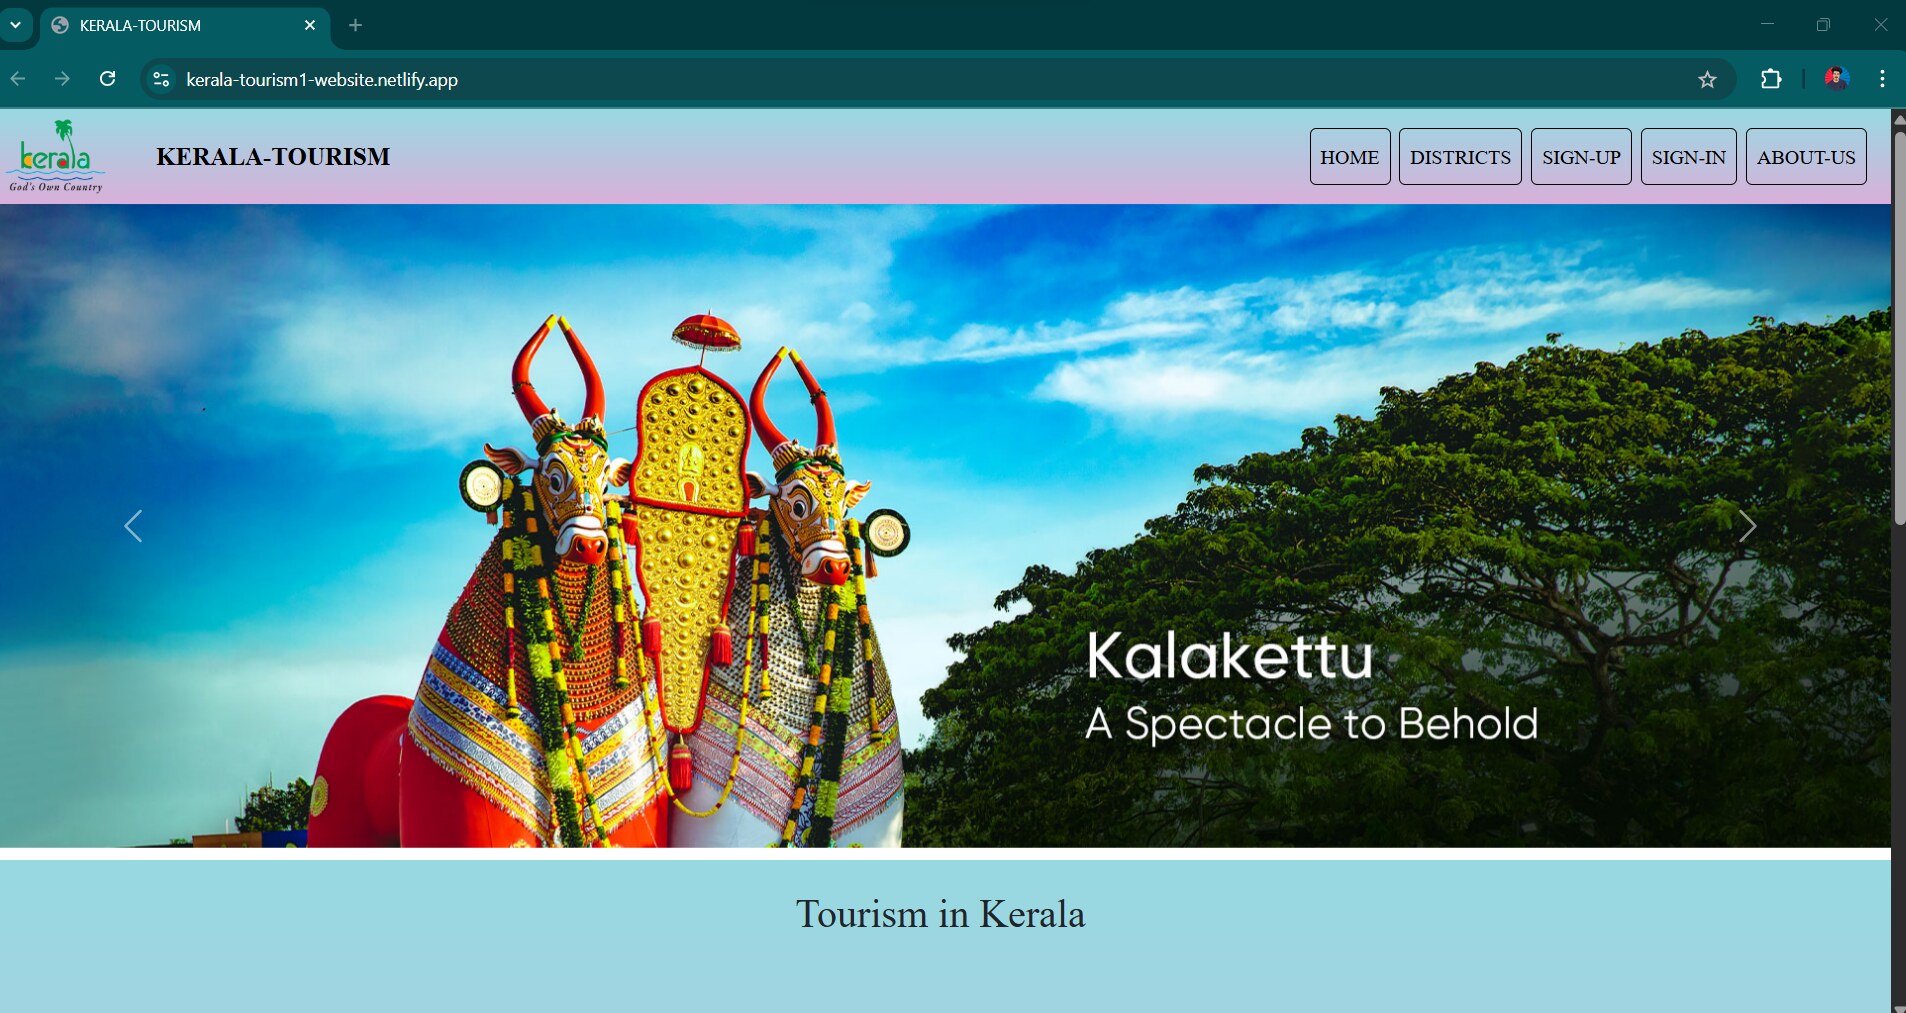 KERALA-TOURISM
kerala-tourism1-website.netlify.app
kerala
God's Own Country
KERALA-TOURISM
HOME
DISTRICTS
SIGN-UP
SIGN-IN
ABOUT-US
Kalakettu
A Spectacle to Behold
Tourism in Kerala